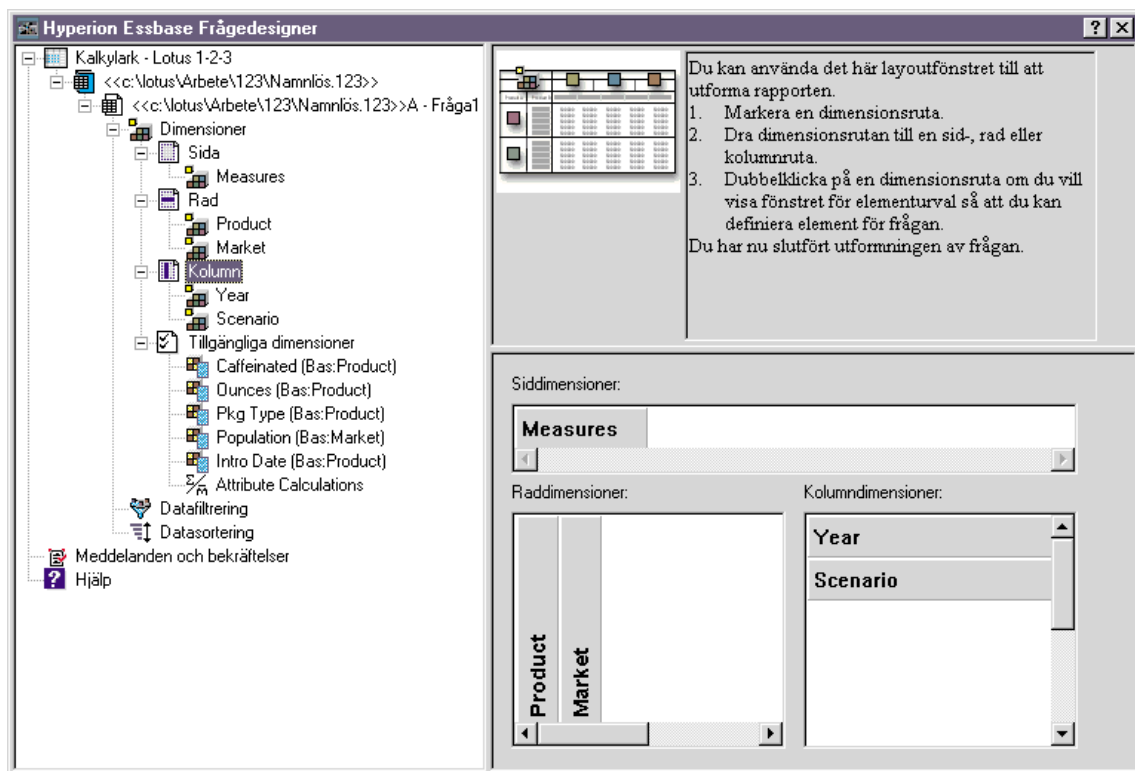 Hyperion Essbase Frågedesigner
Kalkylark - Lotus 1-2-3
<<c:\lotus\Arbete\123\Namnlös.123>>
<<c:\lotus\Arbete\123\Namnlös.123>>A - Fråga1
Dimensioner
Sida
Measures
Rad
Product
Market
Kolumn
Year
Scenario
Tillgängliga dimensioner
Caffeinated (Bas:Product)
Ounces (Bas:Product)
Pkg Type (Bas:Product)
Population (Bas:Market)
Intro Date (Bas:Product)
Attribute Calculations
Datafiltrering
Datasortering
Meddelanden och bekräftelser
Hjälp
Du kan använda det här layoutfönstret till att
utforma rapporten.
1. Markera en dimensionsruta.
2. Dra dimensionsrutan till en sid-, rad eller
kolumnruta.
3. Dubbelklicka på en dimensionsruta om du vill
visa fönstret för elementurval så att du kan
definiera element för frågan.
Du har nu slutfört utformningen av frågan.
Siddimensioner:
Measures
Raddimensioner:
Product
Market
Kolumndimensioner:
Year
Scenario